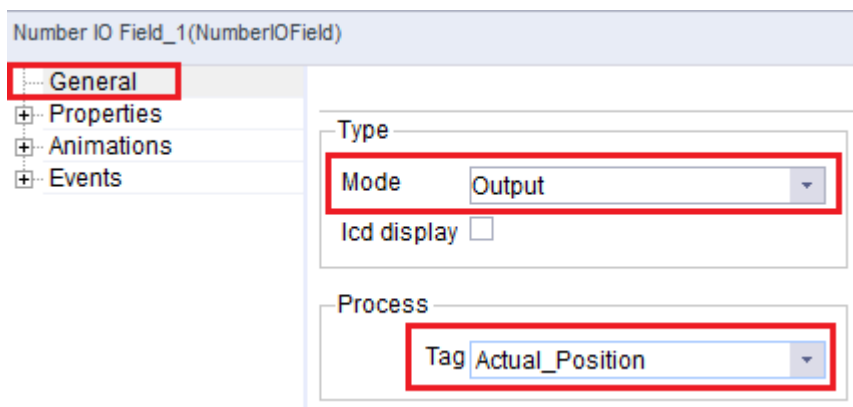 Number IO Field_1(NumberIOField)
General
Properties
Animations
Events
Type
Mode Output
lcd display
Process
Tag Actual_Position